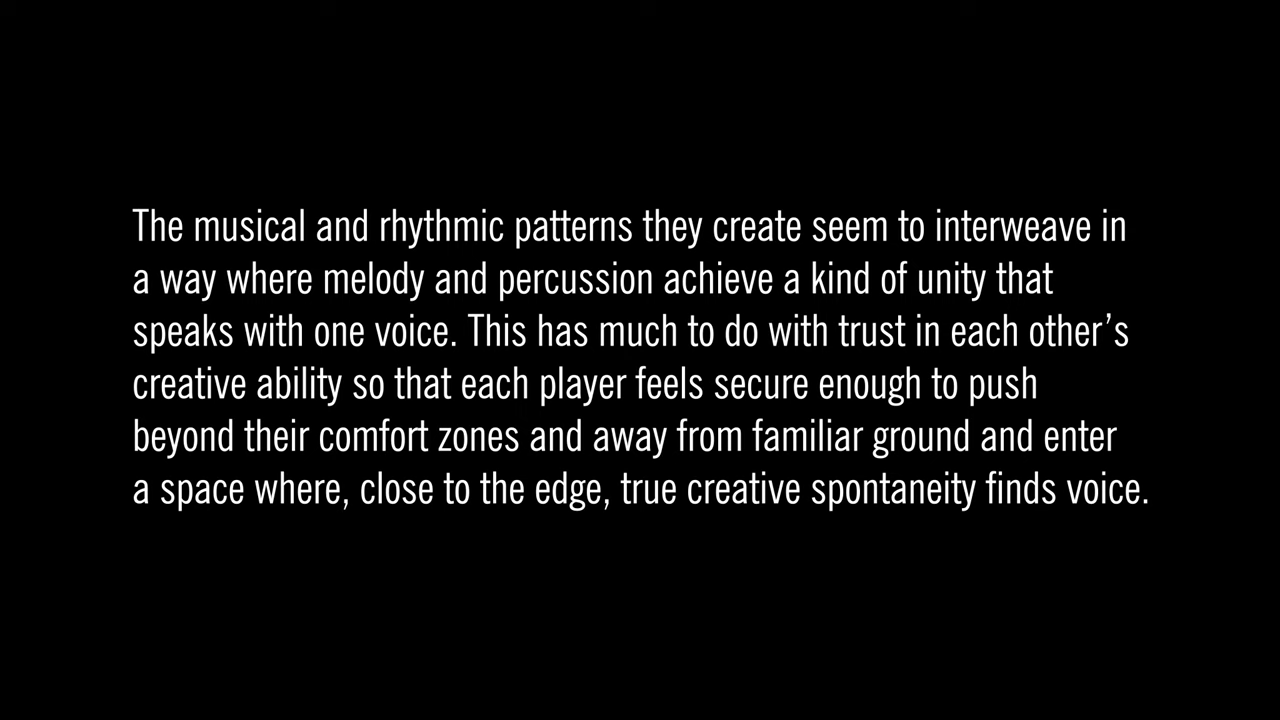 The musical and rhythmic patterns they create seem to interweave in
a way where melody and percussion achieve a kind of unity that
speaks with one voice. This has much to do with trust in each other’s
creative ability so that each player feels secure enough to push
beyond their comfort zones and away from familiar ground and enter
a space where, close to the edge, true creative spontaneity finds voice.